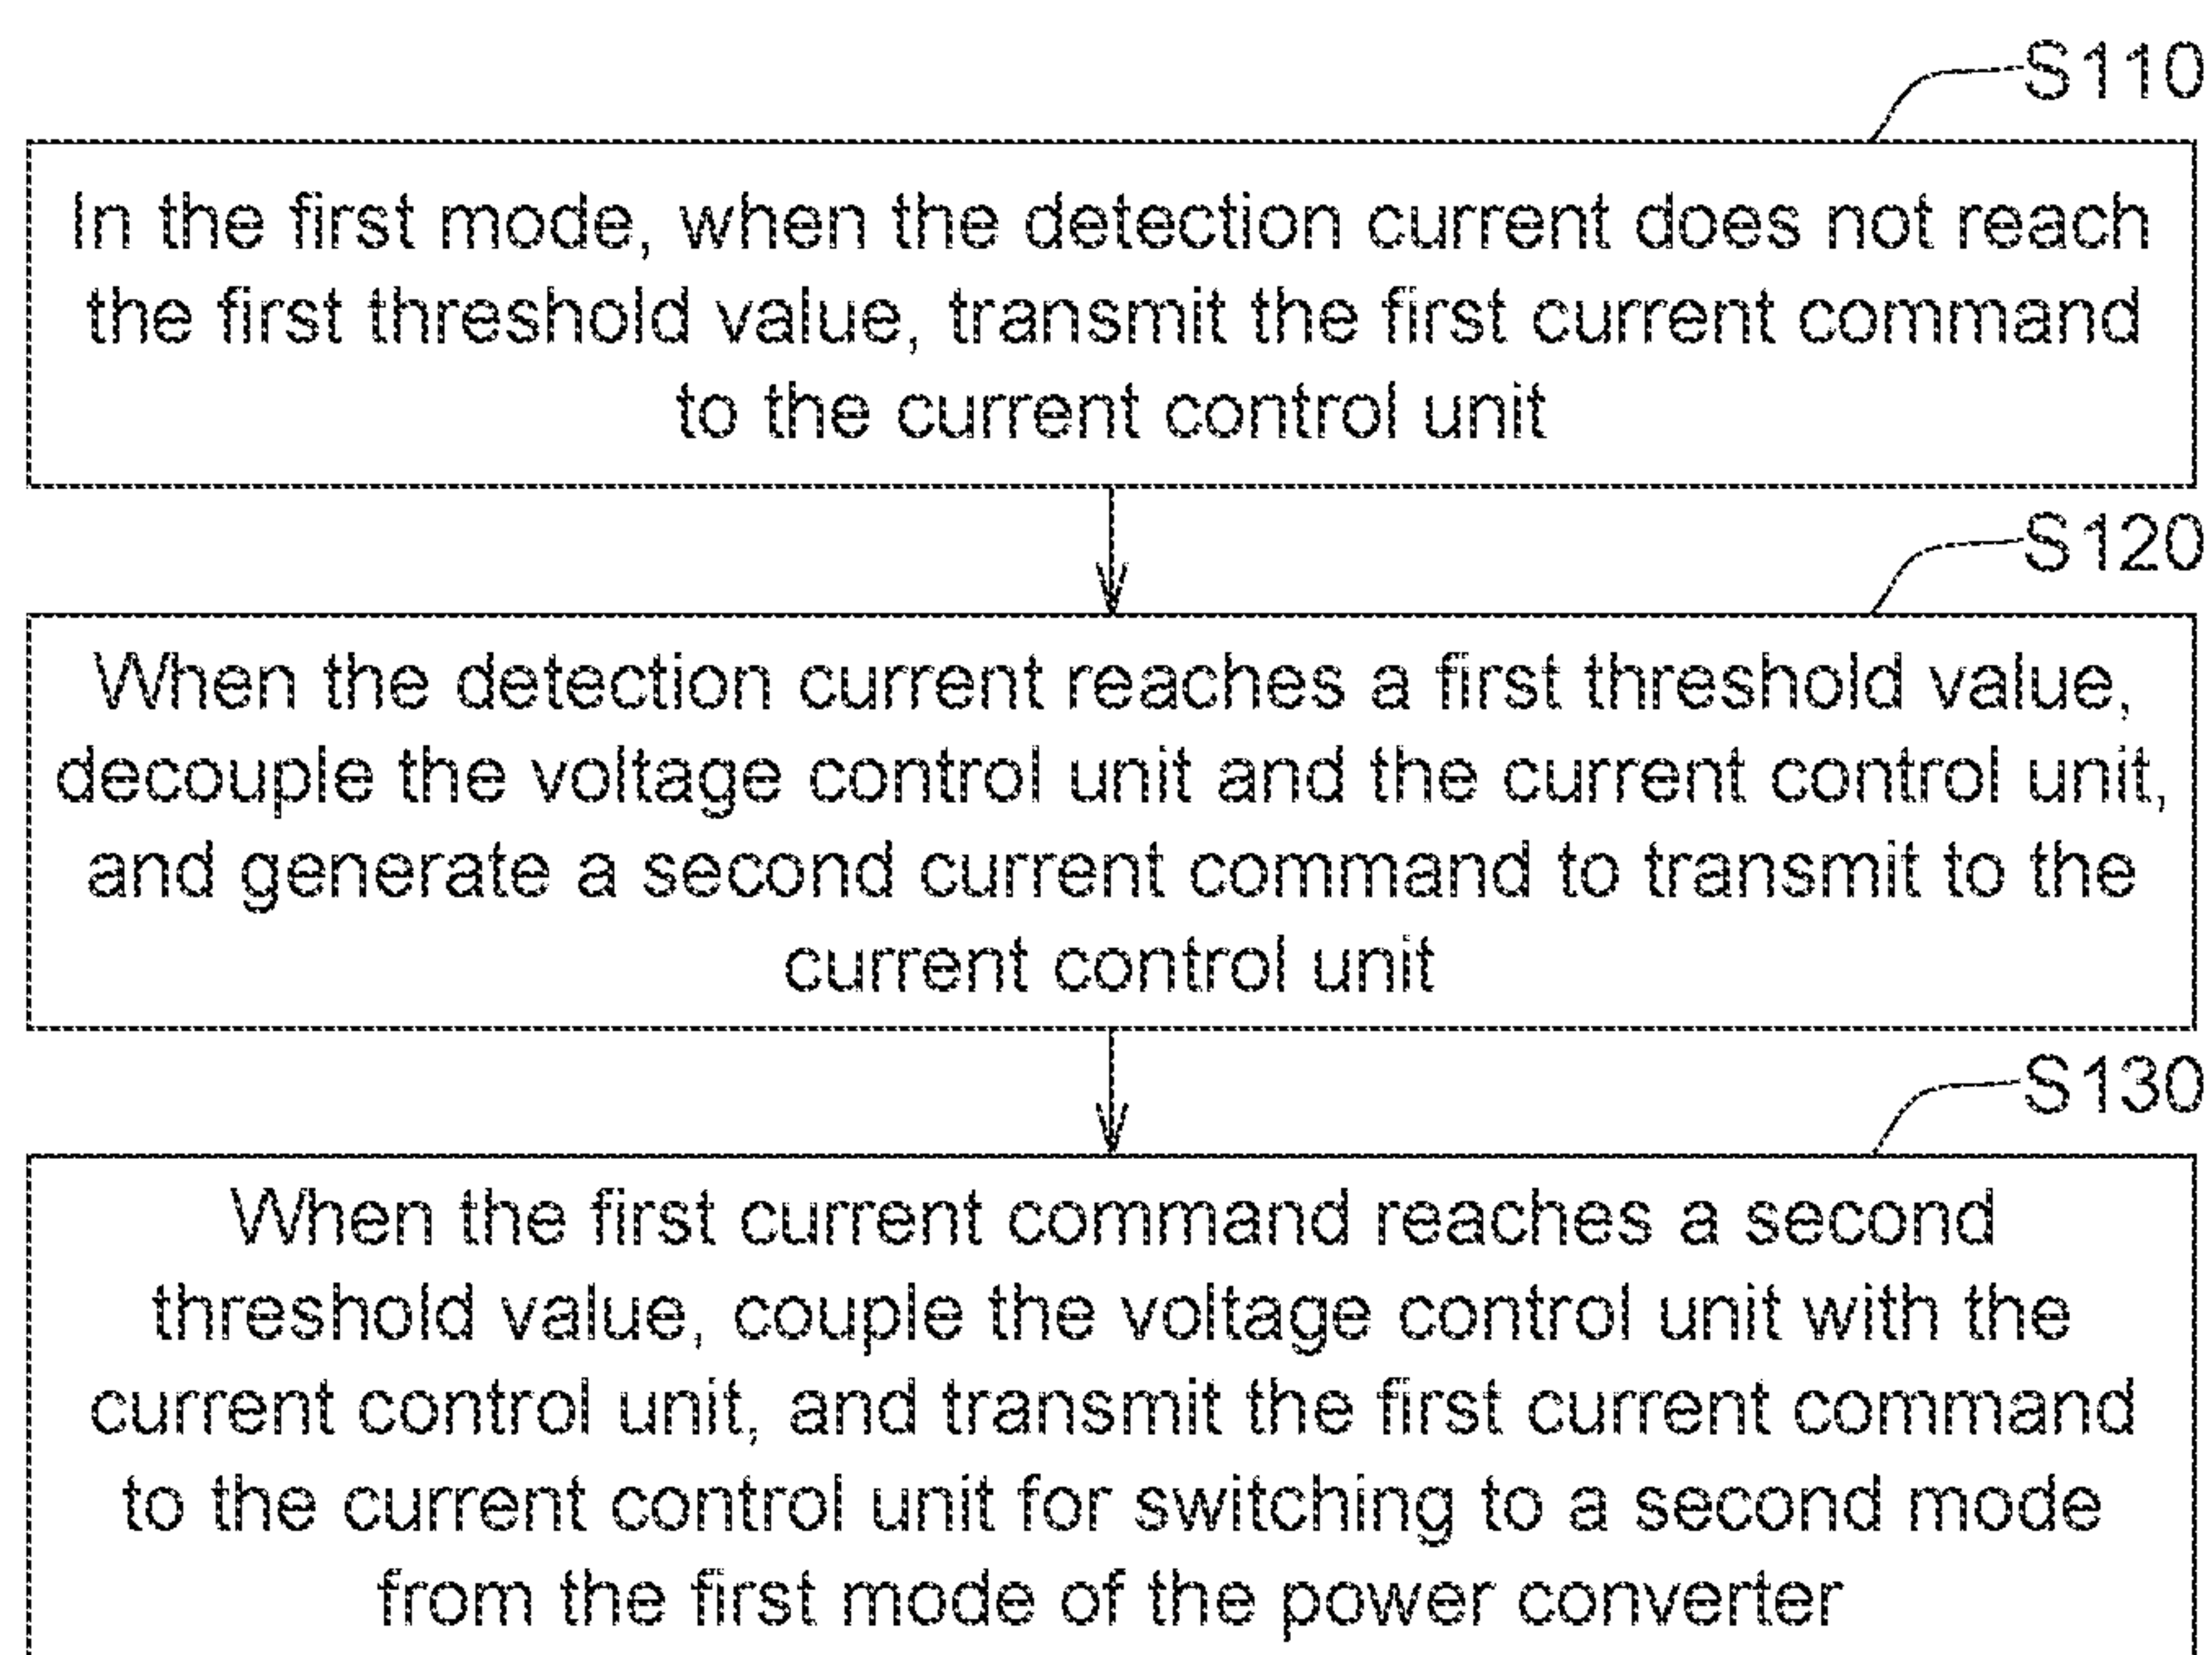 S110
In the first mode, when the detection current does not reach
the first threshold value, transmit the first current command
to the current control unit
S120
When the detection current reaches a first threshold value,
decouple the voltage control unit and the current control unit,
and generate a second current command to transmit to the
current control unit
S130
When the first current command reaches a second
threshold value, couple the voltage control unit with the
current control unit, and transmit the first current command
to the current control unit for switching to a second mode
from the first mode of the power converter